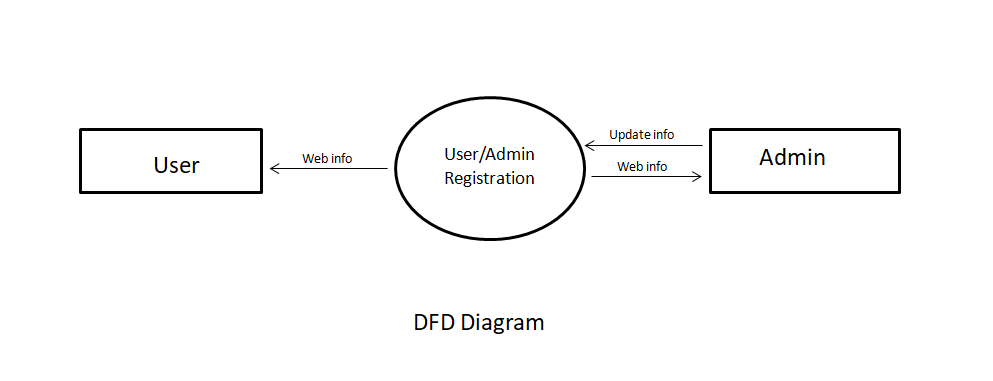 User
Web info
User/Admin
Registration
Update info
Web info
Admin
DFD Diagram